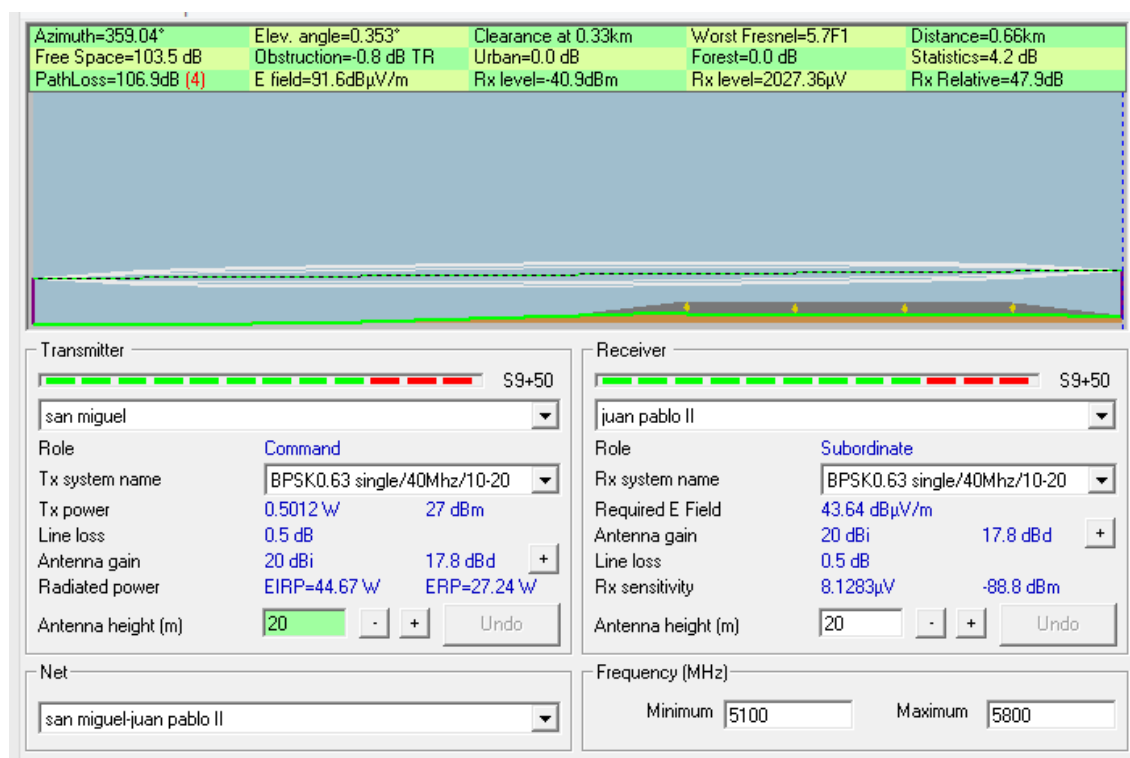 Azimuth=359.04° Elev. angle=0.353° Clearance at 0.33km Worst Fresnel=5.7F1 Distance=0.66km
Free Space=103.5 dB Obstruction=-0.8 dB TR Urban=0.0 dB Forest=0.0 dB Statistics=4.2 dB
PathLoss=106.9dB (4) E field=91.6dBµV/m Rx level=-40.9dBm Rx level=2027.36µV Rx Relative=47.9dB
Transmitter
S9+50
san miguel
Role Command
Tx system name BPSK0.63 single/40Mhz/10-20
Tx power 0.5012 W 27 dBm
Line loss 0.5 dB
Antenna gain 20 dBi 17.8 dBd +
Radiated power EIRP=44.67 W ERP=27.24 W
Antenna height (m) 20 - + Undo
Receiver
S9+50
juan pablo II
Role Subordinate
Rx system name BPSK0.63 single/40Mhz/10-20
Required E Field 43.64 dBµV/m
Antenna gain 20 dBi 17.8 dBd +
Line loss 0.5 dB
Rx sensitivity 8.1283µV -88.8 dBm
Antenna height (m) 20 - + Undo
Net
san miguel-juan pablo II
Frequency (MHz)
Minimum 5100 Maximum 5800